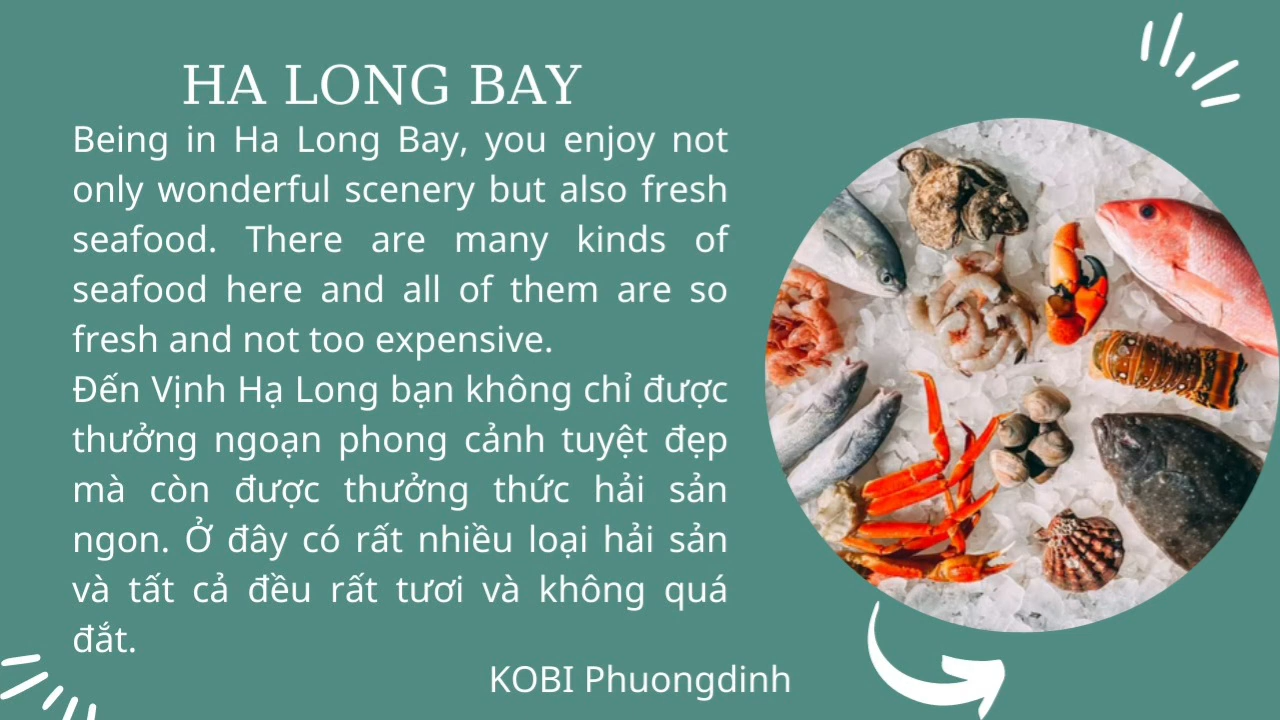 HA LONG BAY
Being in Ha Long Bay, you enjoy not
only wonderful scenery but also fresh
seafood. There are many kinds of
seafood here and all of them are so
fresh and not too expensive.
Đến Vịnh Hạ Long bạn không chỉ được
thưởng ngoạn phong cảnh tuyệt đẹp
mà còn được thưởng thức hải sản
ngon. Ở đây có rất nhiều loại hải sản
và tất cả đều rất tươi và không quá
đắt.
KOBI Phuongdinh